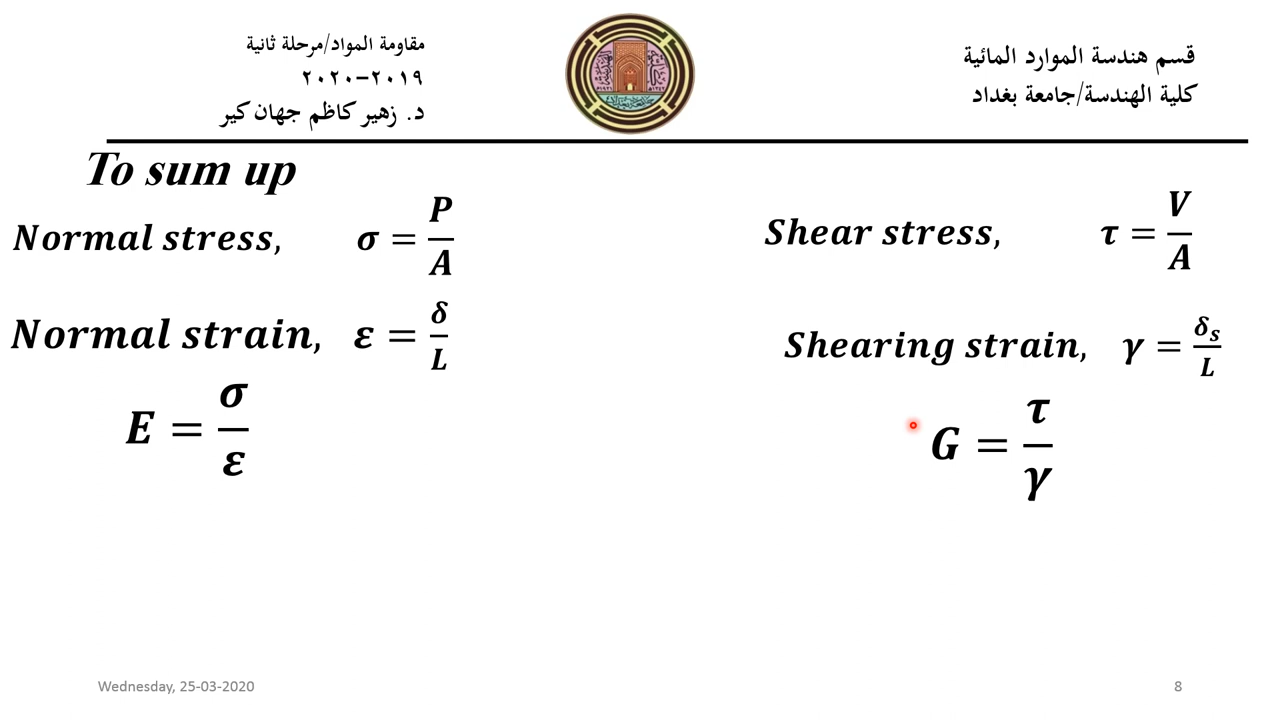 قسم هندسة الموارد المائية
كلية الهندسة/جامعة بغداد
مقاومة المواد/مرحلة ثانية
٢٠١٩-٢٠٢٠
د. زهير كاظم جهان كير
To sum up
Normal stress, σ = P/A
Shear stress, τ = V/A
Normal strain, ε = δ/L
Shearing strain, γ = δₛ/L
E = σ/ε
G = τ/γ
Wednesday, 25-03-2020
8